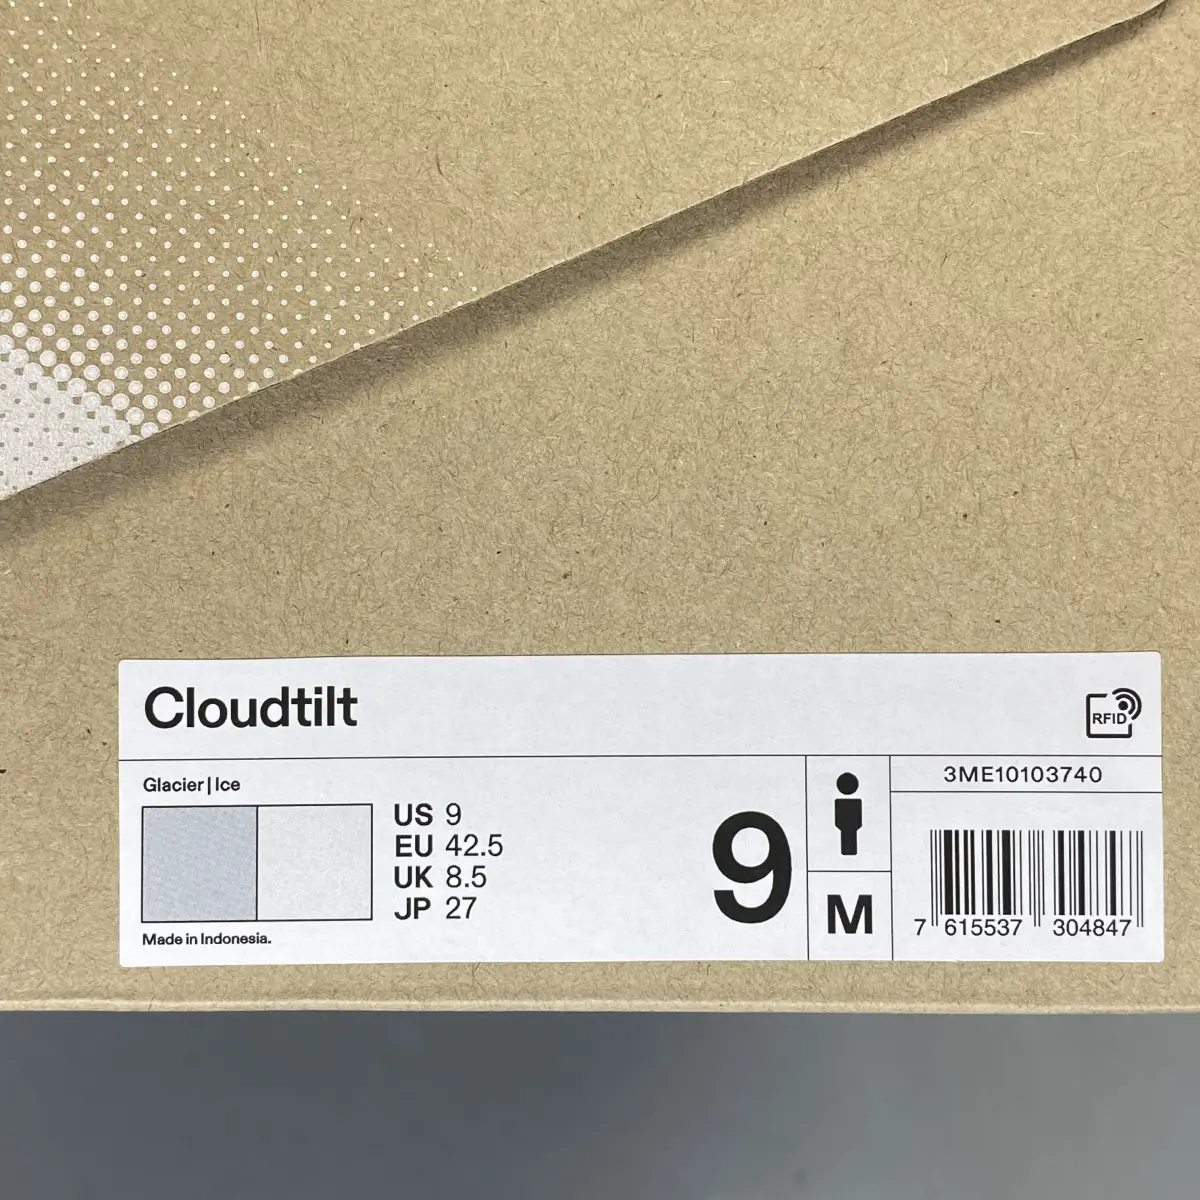 Cloudtilt
RFID
Glacier | Ice
US 9
EU 42.5
UK 8.5
JP 27
Made in Indonesia.
9
M
3ME10103740
7 615537 304847